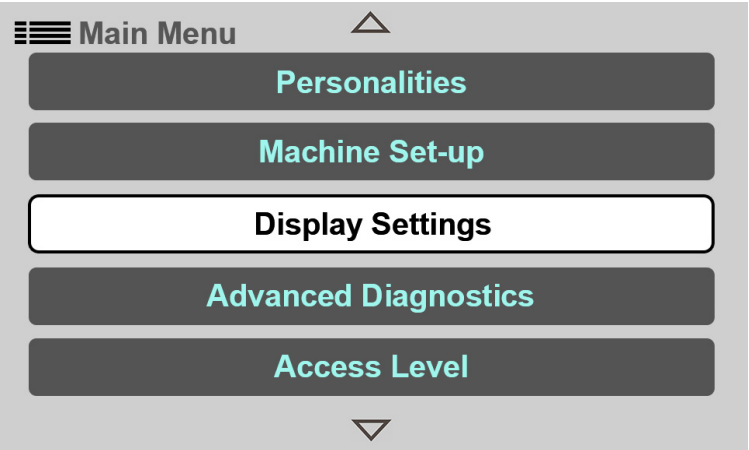 Main Menu
Personalities
Machine Set-up
Display Settings
Advanced Diagnostics
Access Level